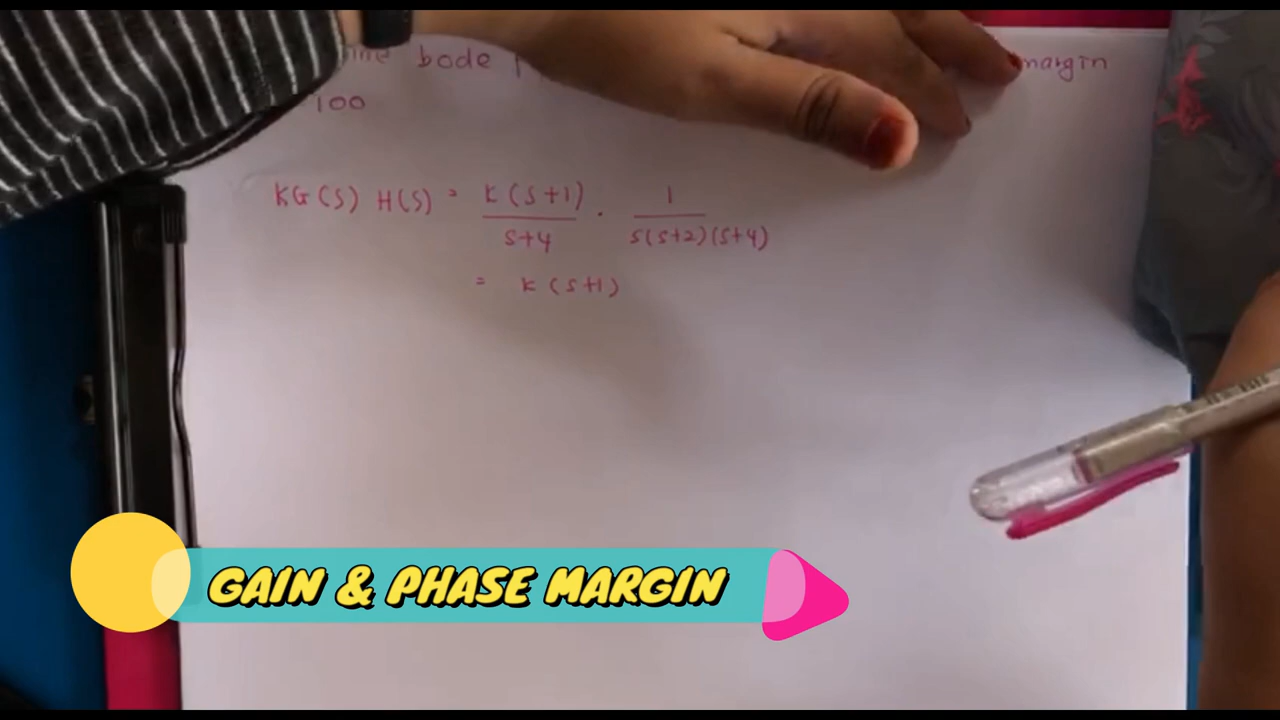 bode margin
100
KG(S) H(S) = K(S+1)/S+4 · 1/S(S+2)(S+4)
= K(S+1)
GAIN & PHASE MARGIN